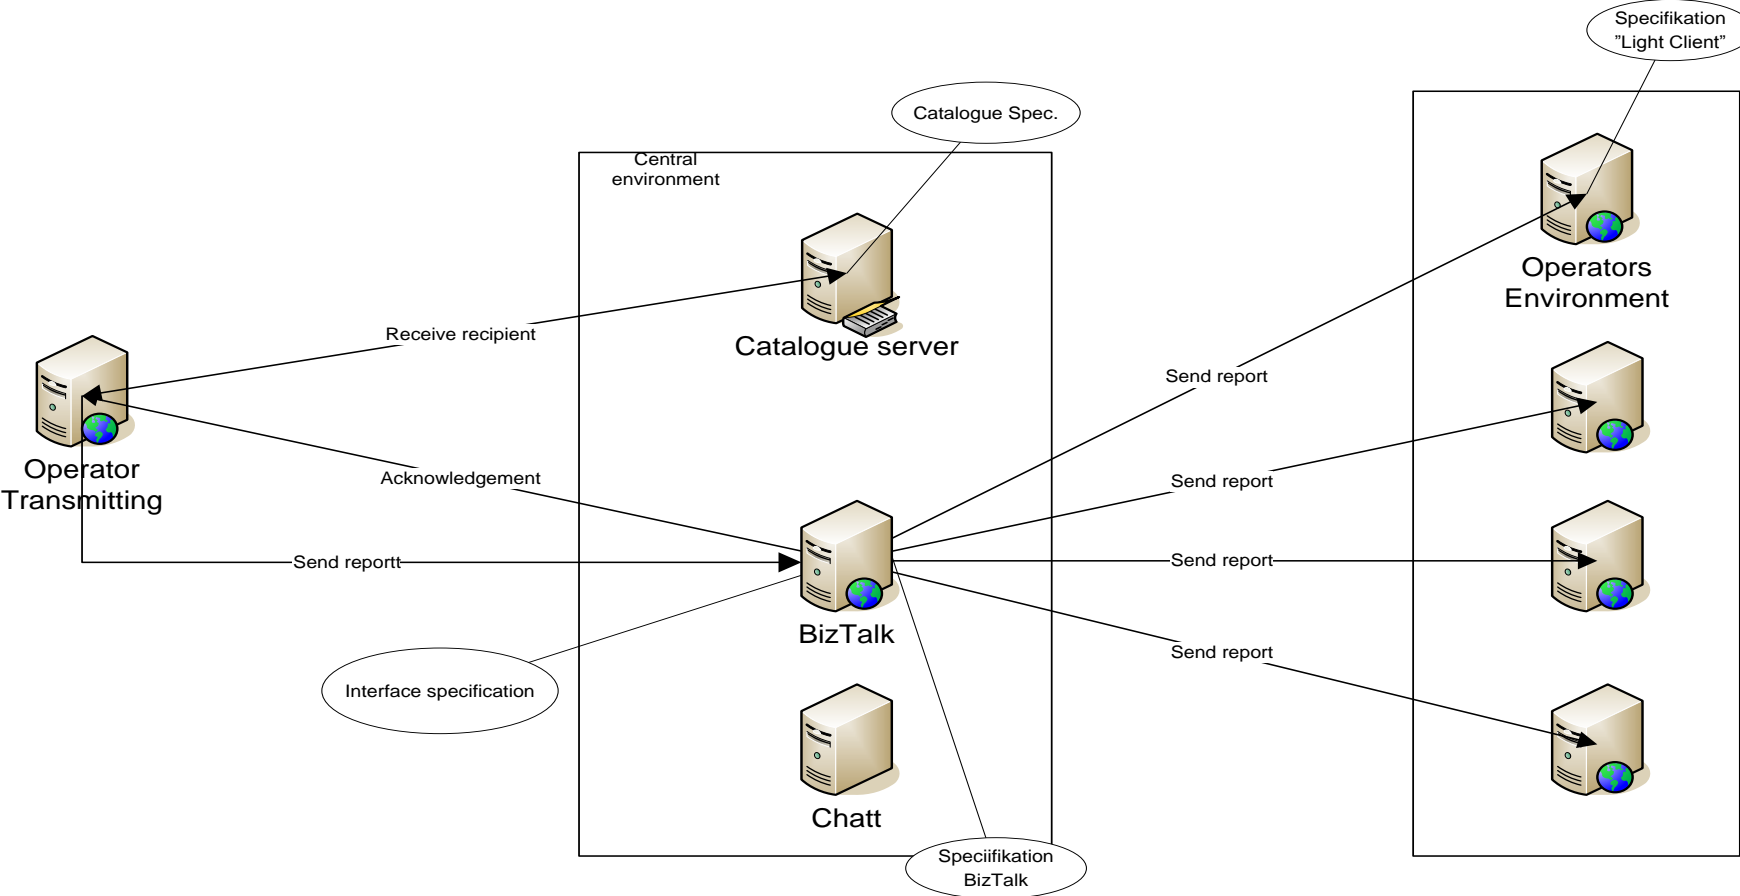 Specifikation
”Light Client”
Catalogue Spec.
Central
environment
Operators
Environment
Receive recipient
Catalogue server
Send report
Operator
Transmitting
Acknowledgement
Send report
Send reportt
Send report
BizTalk
Send report
Interface specification
Chatt
Speciifikation
BizTalk